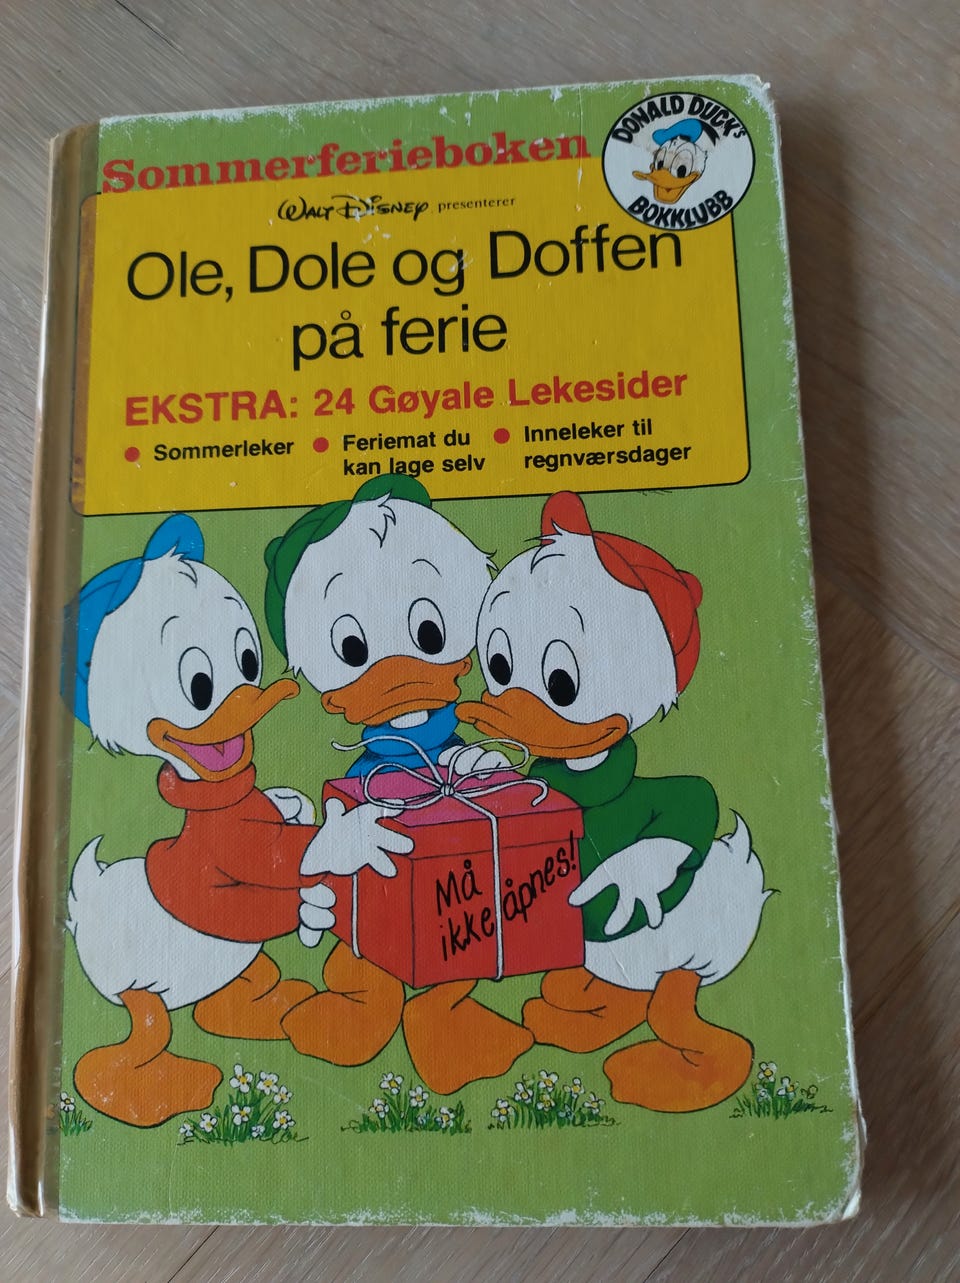 Sommerferieboken
DONALD DUCK's
BOKKLUBB
WALT DISNEY presenterer
Ole, Dole og Doffen
på ferie
EKSTRA: 24 Gøyale Lekesider
• Sommerleker
• Feriemat du
kan lage selv
• Inneleker til
regnværsdager
Må
ikke åpnes!